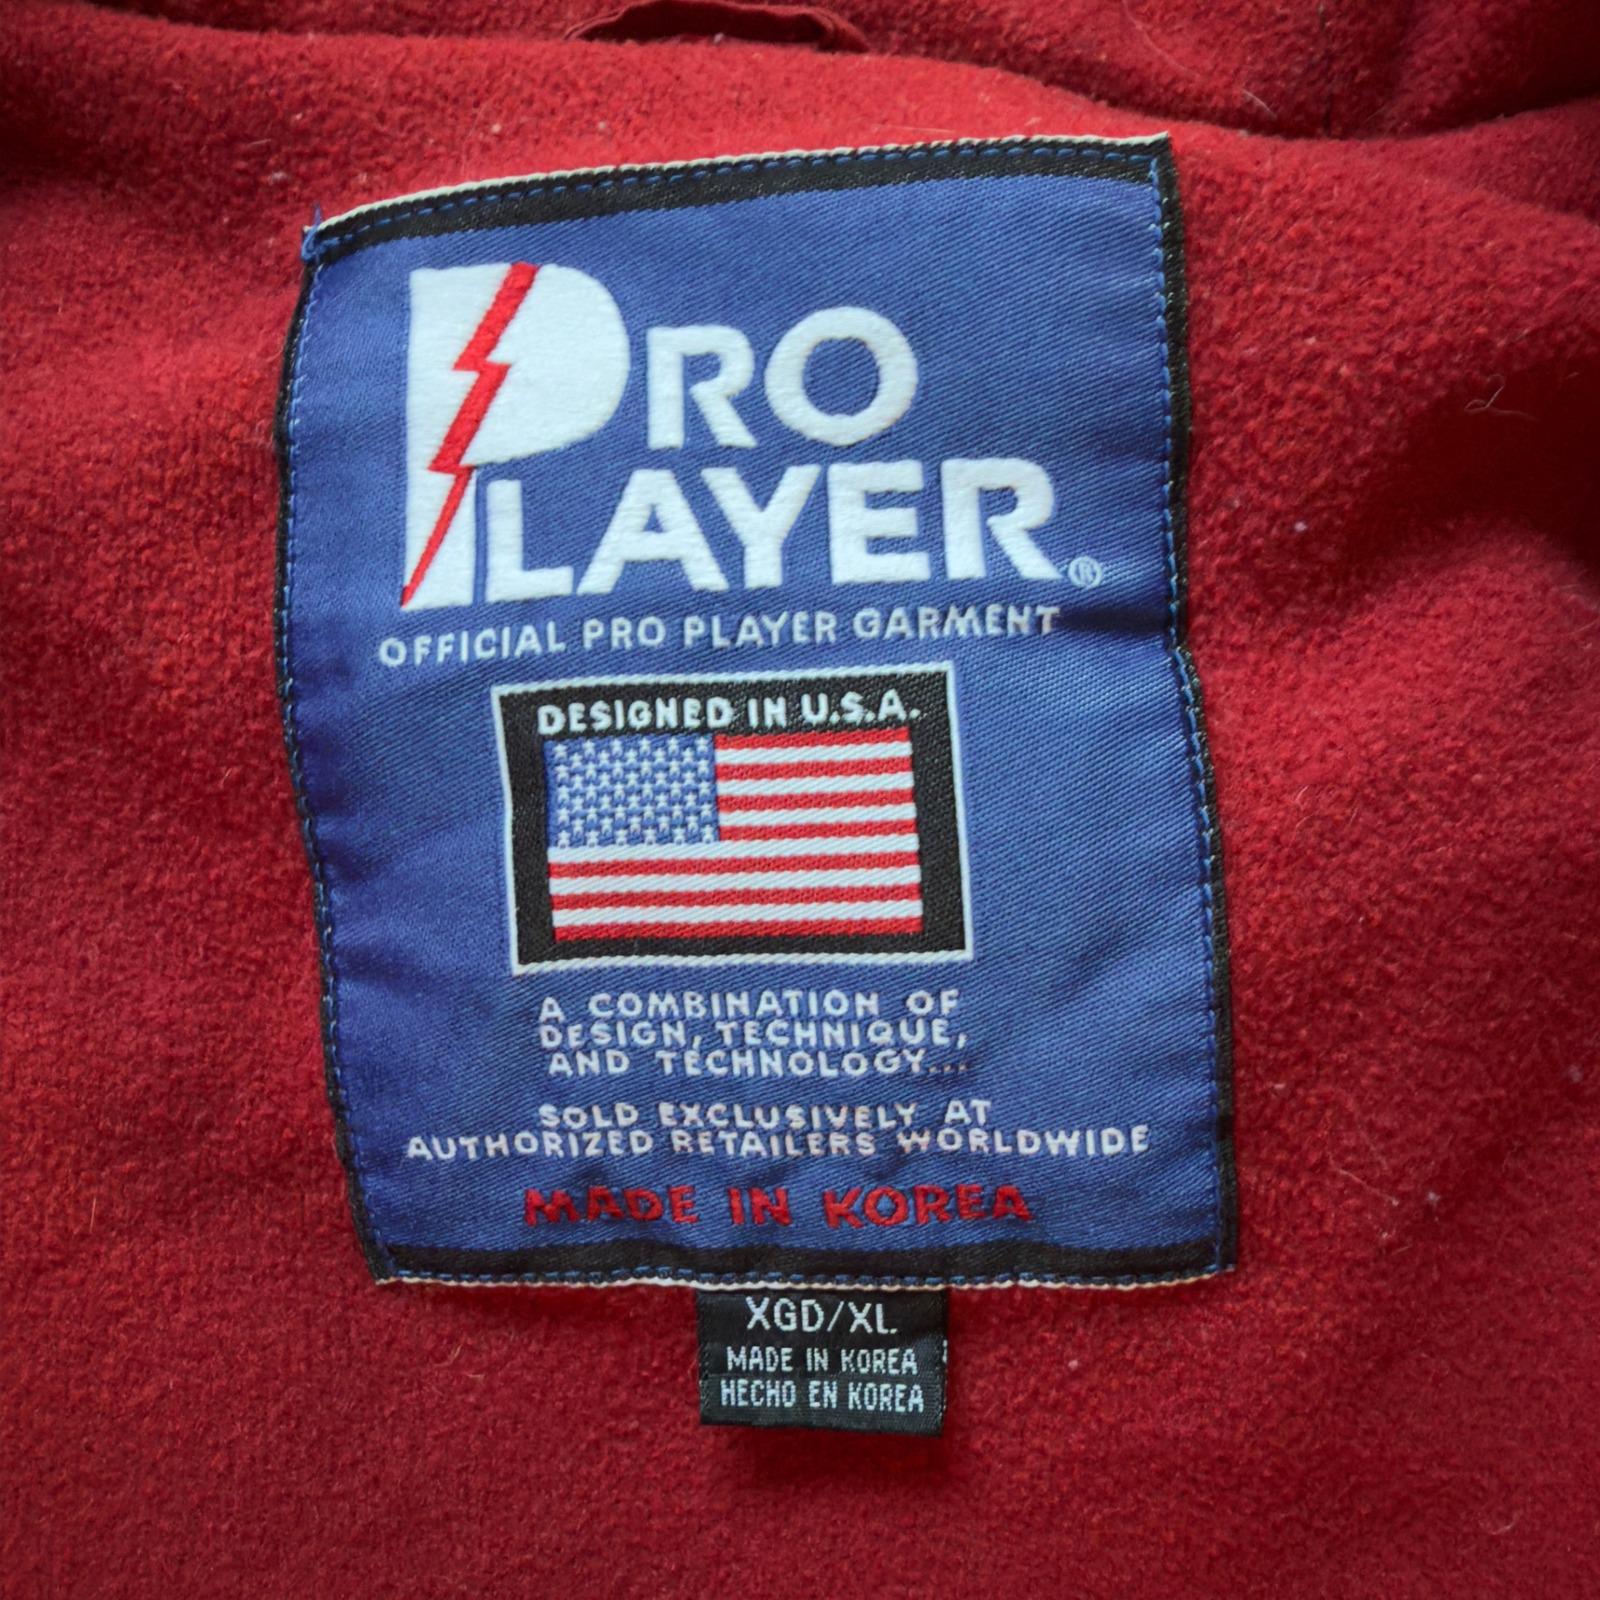 PRO
PLAYER®
OFFICIAL PRO PLAYER GARMENT
DESIGNED IN U.S.A.
A COMBINATION OF
DESIGN, TECHNIQUE,
AND TECHNOLOGY...
SOLD EXCLUSIVELY AT
AUTHORIZED RETAILERS WORLDWIDE
MADE IN KOREA
XGD/XL
MADE IN KOREA
HECHO EN KOREA